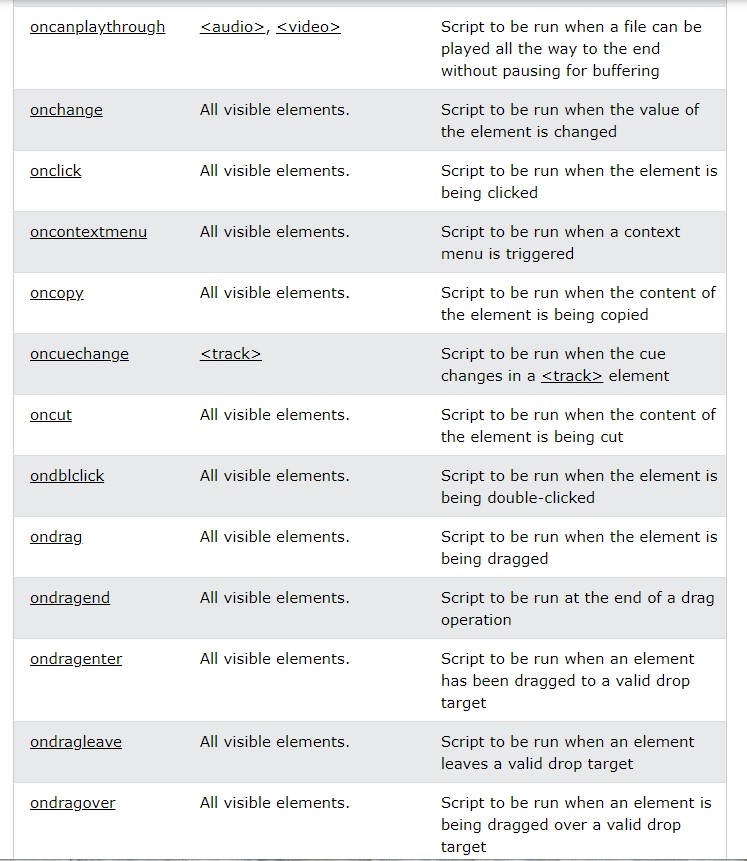 oncanplaythrough <audio>, <video> Script to be run when a file can be
played all the way to the end
without pausing for buffering
onchange All visible elements. Script to be run when the value of
the element is changed
onclick All visible elements. Script to be run when the element is
being clicked
oncontextmenu All visible elements. Script to be run when a context
menu is triggered
oncopy All visible elements. Script to be run when the content of
the element is being copied
oncuechange <track> Script to be run when the cue
changes in a <track> element
oncut All visible elements. Script to be run when the content of
the element is being cut
ondblclick All visible elements. Script to be run when the element is
being double-clicked
ondrag All visible elements. Script to be run when the element is
being dragged
ondragend All visible elements. Script to be run at the end of a drag
operation
ondragenter All visible elements. Script to be run when an element
has been dragged to a valid drop
target
ondragleave All visible elements. Script to be run when an element
leaves a valid drop target
ondragover All visible elements. Script to be run when an element is
being dragged over a valid drop
target